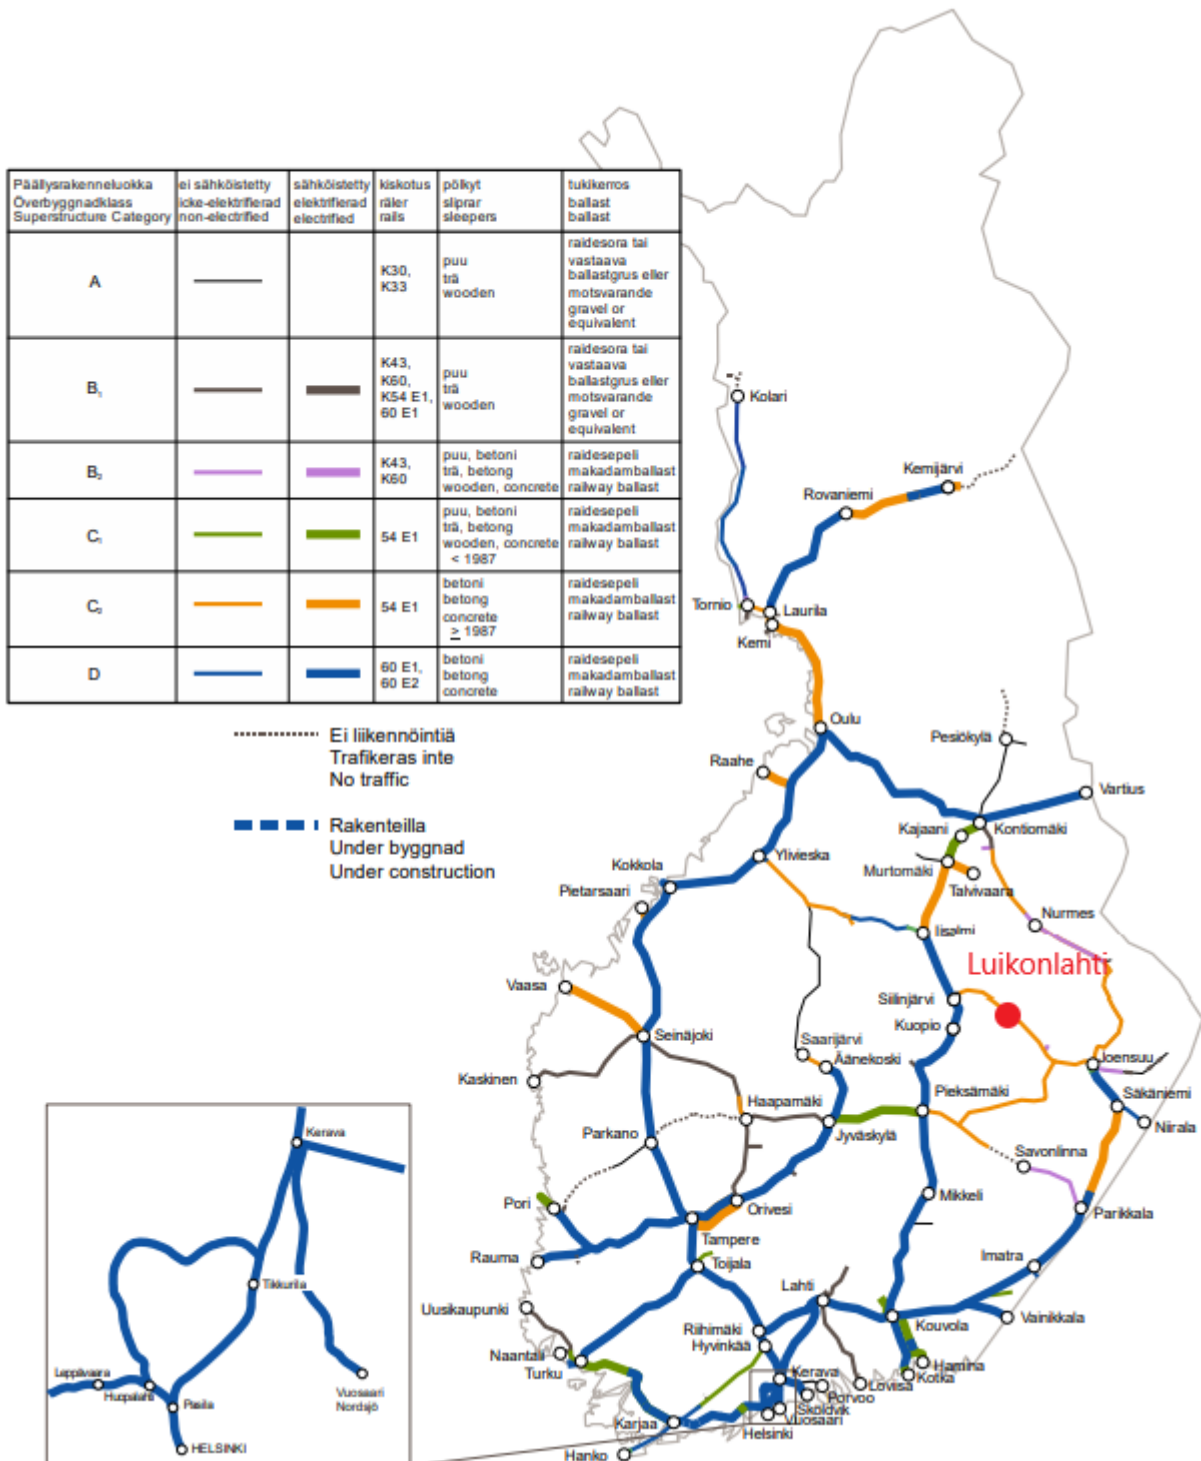 Päällysrakenneluokka
Överbyggnadklass
Superstructure Category
ei sähköistetty
icke-elektrifierad
non-electrified
sähköistetty
elektrifierad
electrified
kiskotus
räler
rails
pölkyt
sliprar
sleepers
tukikerros
ballast
ballast
A
K30,
K33
puu
trä
wooden
raidesora tai
vastaava
ballastgrus eller
motsvarande
gravel or
equivalent
B₁
K43,
K60,
K54 E1,
60 E1
puu
trä
wooden
raidesora tai
vastaava
ballastgrus eller
motsvarande
gravel or
equivalent
B₂
K43,
K60
puu, betoni
trä, betong
wooden, concrete
raidesepeli
makadamballast
railway ballast
C₁
54 E1
puu, betoni
trä, betong
wooden, concrete
< 1987
raidesepeli
makadamballast
railway ballast
C₂
54 E1
betoni
betong
concrete
≥ 1987
raidesepeli
makadamballast
railway ballast
D
60 E1,
60 E2
betoni
betong
concrete
raidesepeli
makadamballast
railway ballast
Ei liikennöintiä
Trafikeras inte
No traffic
Rakenteilla
Under byggnad
Under construction
Kolari
Kemijärvi
Rovaniemi
Tornio
Laurila
Kemi
Oulu
Pesiökylä
Raahe
Vartius
Kajaani
Kontiomäki
Ylivieska
Murtomäki
Talvivaara
Kokkola
Pietarsaari
Nurmes
Iisalmi
Luikonlahti
Vaasa
Siilinjärvi
Kuopio
Seinäjoki
Saarijärvi
Äänekoski
Joensuu
Kaskinen
Haapamäki
Pieksämäki
Säkäniemi
Parkano
Jyväskylä
Niirala
Savonlinna
Pori
Orivesi
Mikkeli
Parikkala
Tampere
Rauma
Toijala
Imatra
Lahti
Uusikaupunki
Riihimäki
Hyvinkää
Kouvola
Vainikkala
Naantali
Turku
Kerava
Loviisa
Hamina
Kotka
Porvoo
Sköldvik
Vuosaari
Karjaa
Helsinki
Hanko
Kerava
Tikkurila
Leppävaara
Huopalahti
Pasila
Vuosaari
Nordsjö
HELSINKI